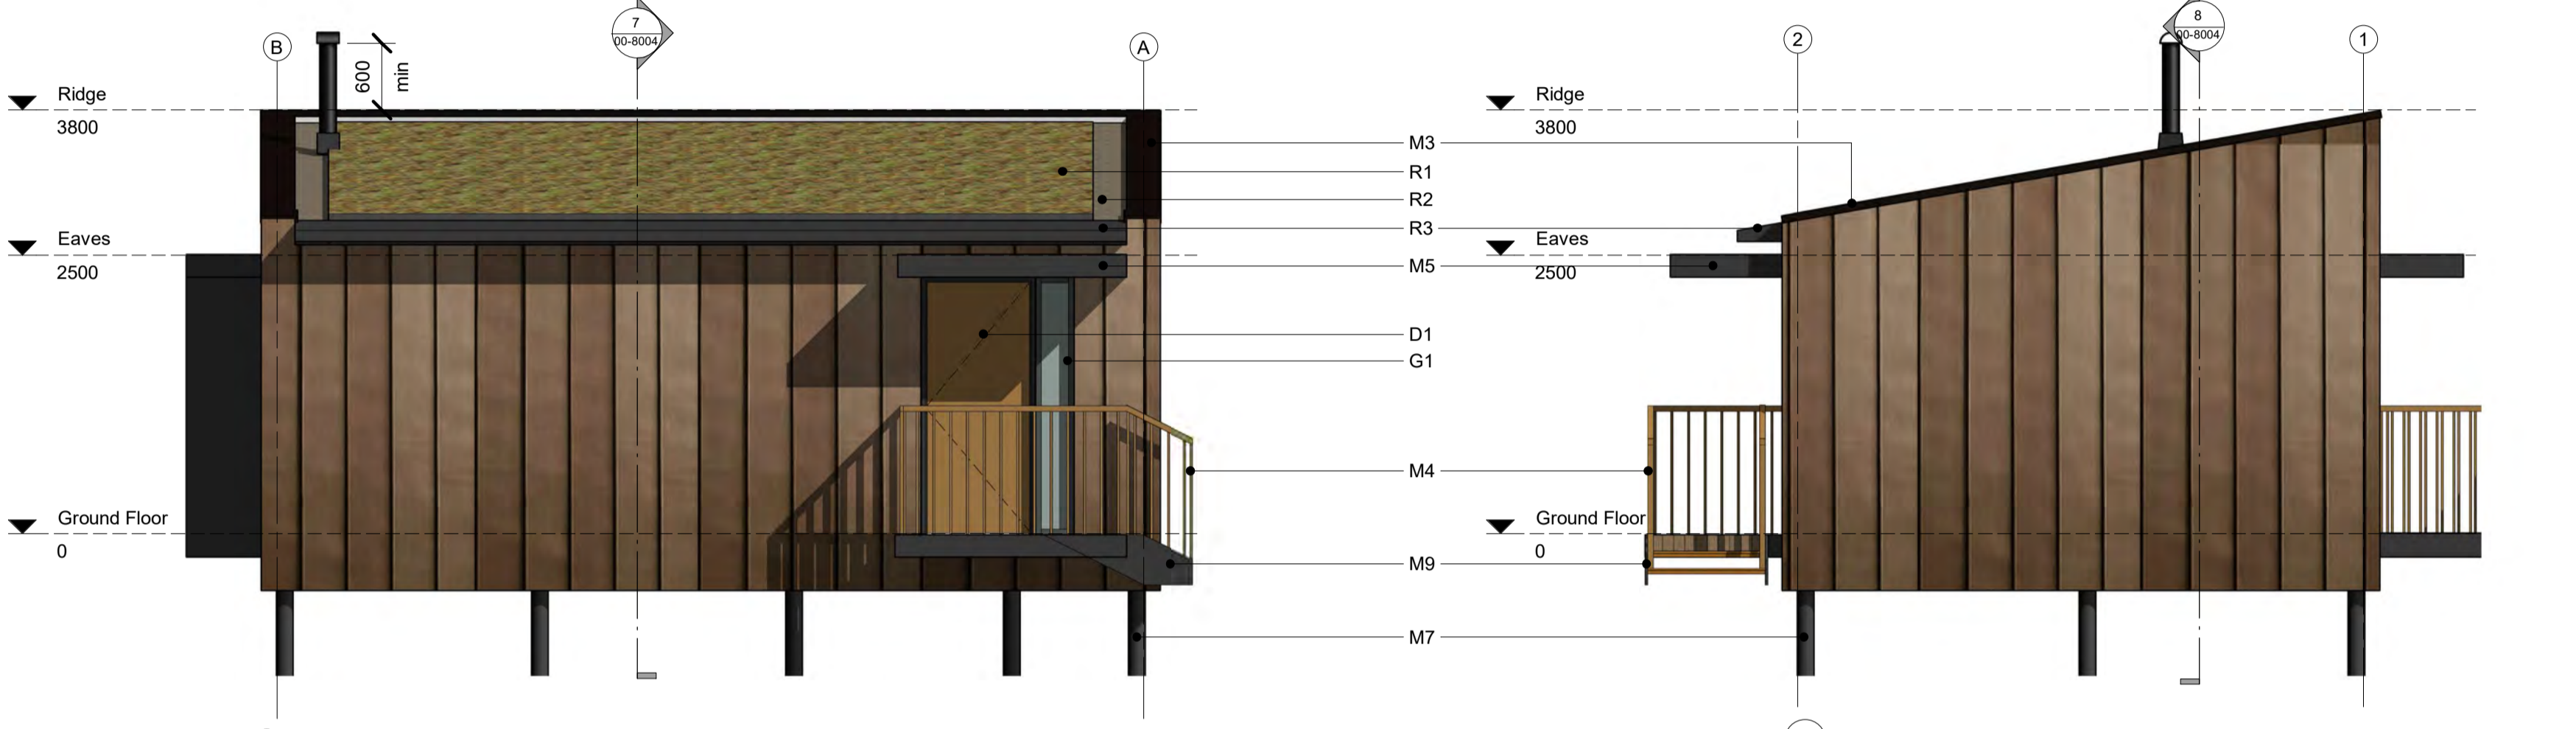 7
00-8004
B
A
600
min
Ridge
3800
Eaves
2500
Ground Floor
0
M3
R1
R2
R3
M5
D1
G1
M4
M9
M7
8
00-8004
2
1
Ridge
3800
Eaves
2500
Ground Floor
0